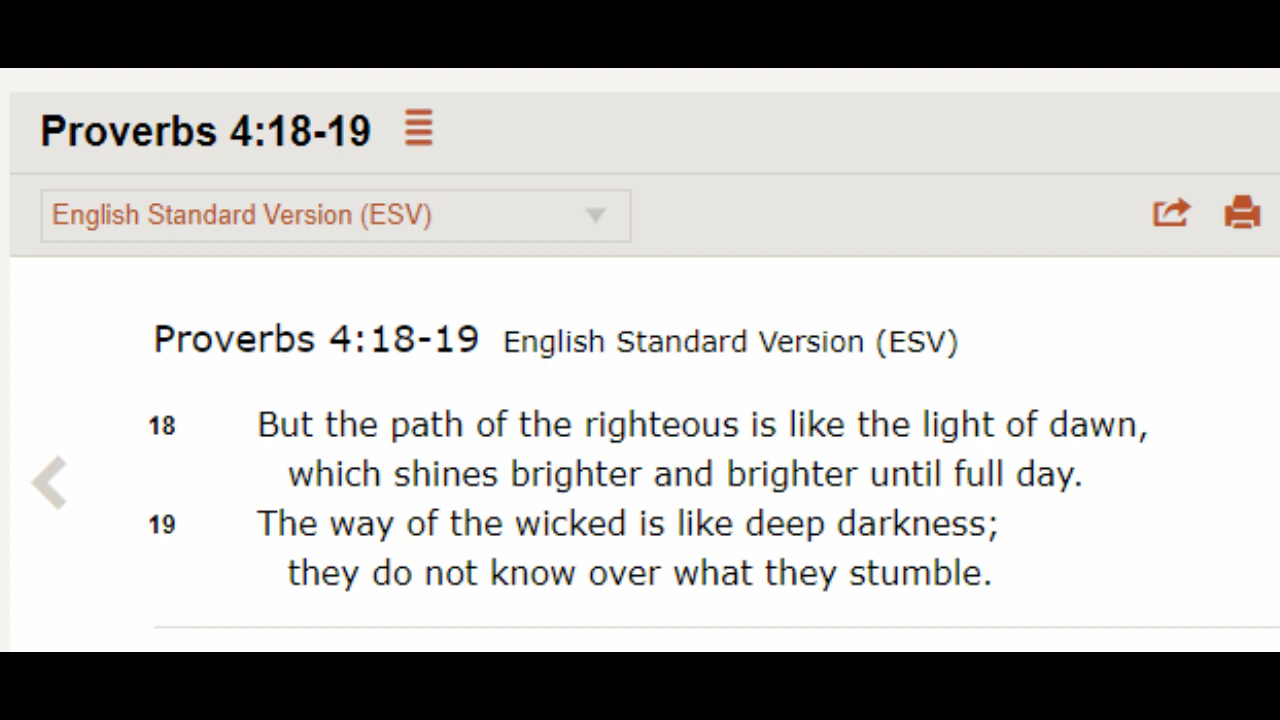 Proverbs 4:18-19
English Standard Version (ESV)
Proverbs 4:18-19 English Standard Version (ESV)
18 But the path of the righteous is like the light of dawn,
which shines brighter and brighter until full day.
19 The way of the wicked is like deep darkness;
they do not know over what they stumble.